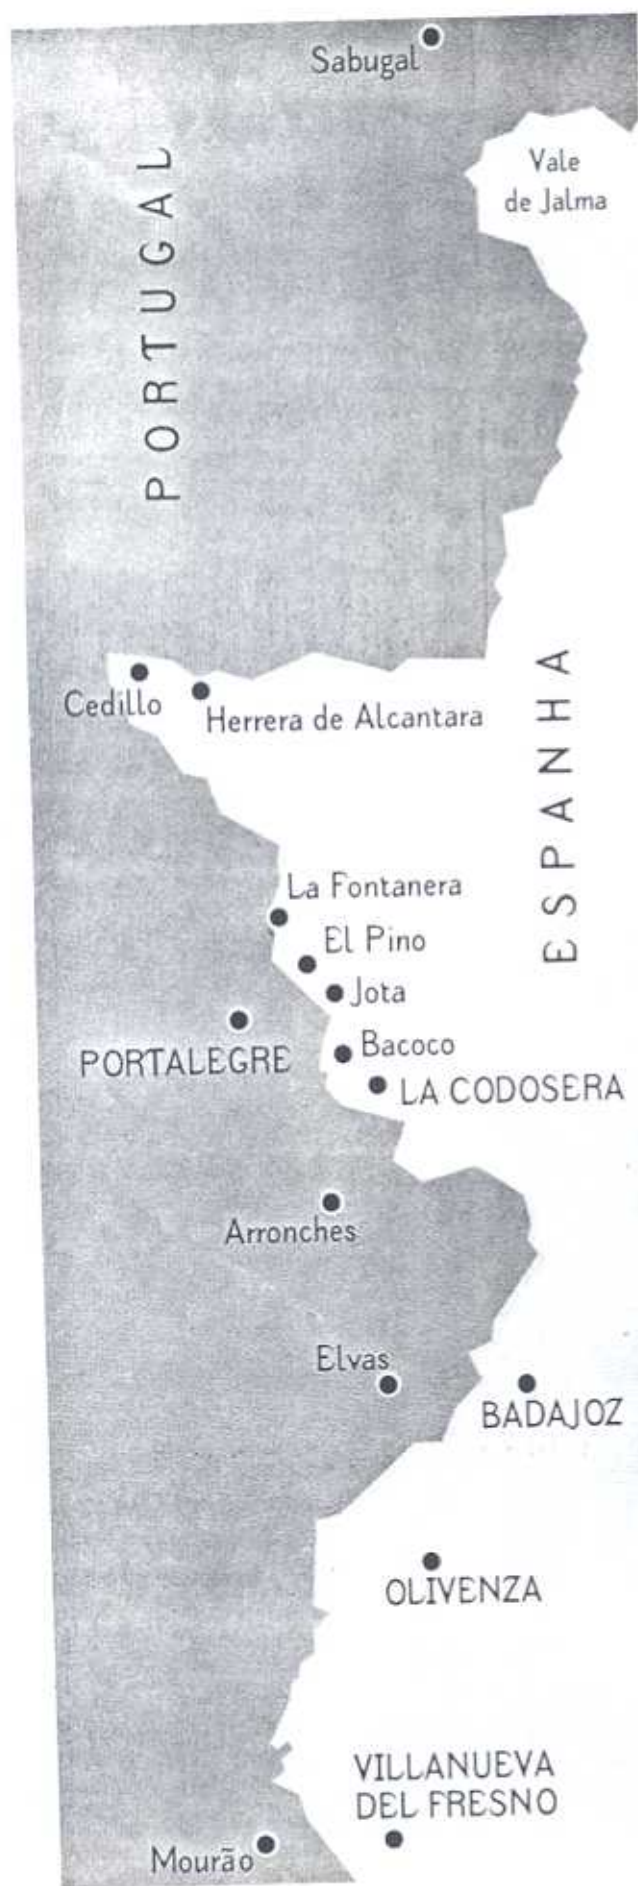 Sabugal
Vale
de Jalma
PORTUGAL
ESPANHA
Cedillo
Herrera de Alcantara
La Fontanera
El Pino
Jota
Bacoco
PORTALEGRE
LA CODOSERA
Arronches
Elvas
BADAJOZ
OLIVENZA
VILLANUEVA
DEL FRESNO
Mourão